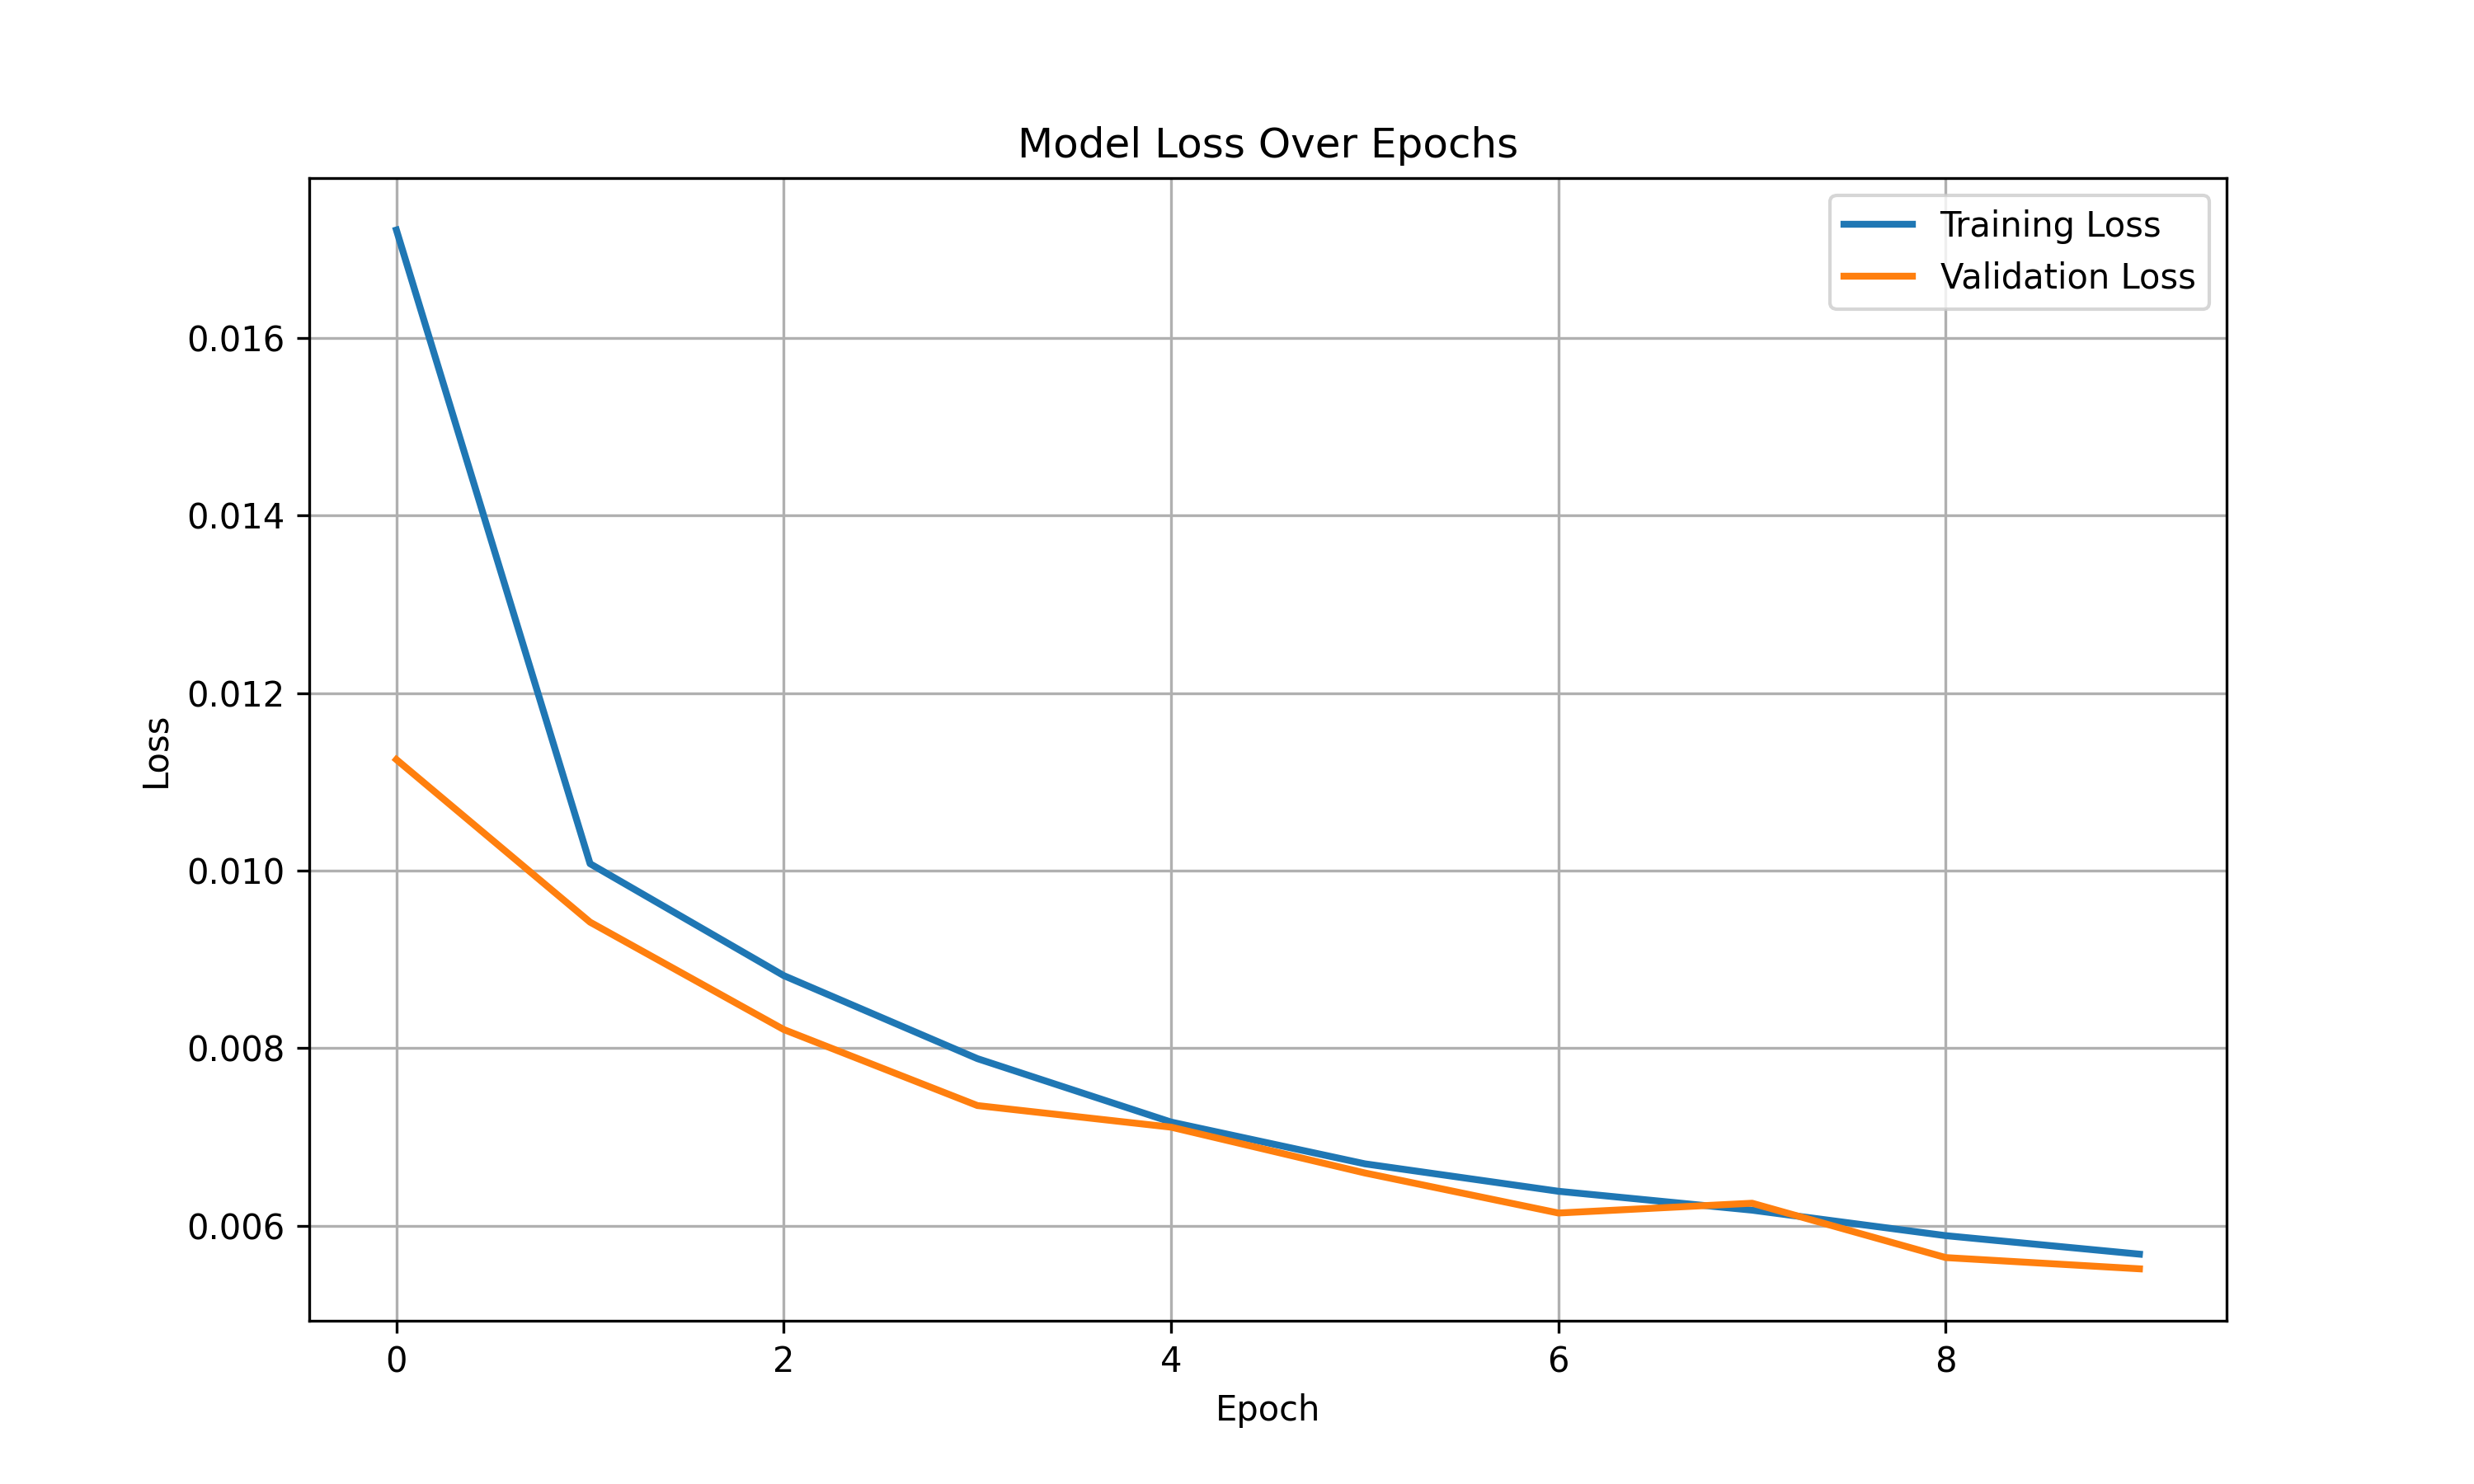 Model Loss Over Epochs
Training Loss
Validation Loss
0.016
0.014
0.012
0.010
0.008
0.006
Loss
0 2 4 6 8
Epoch